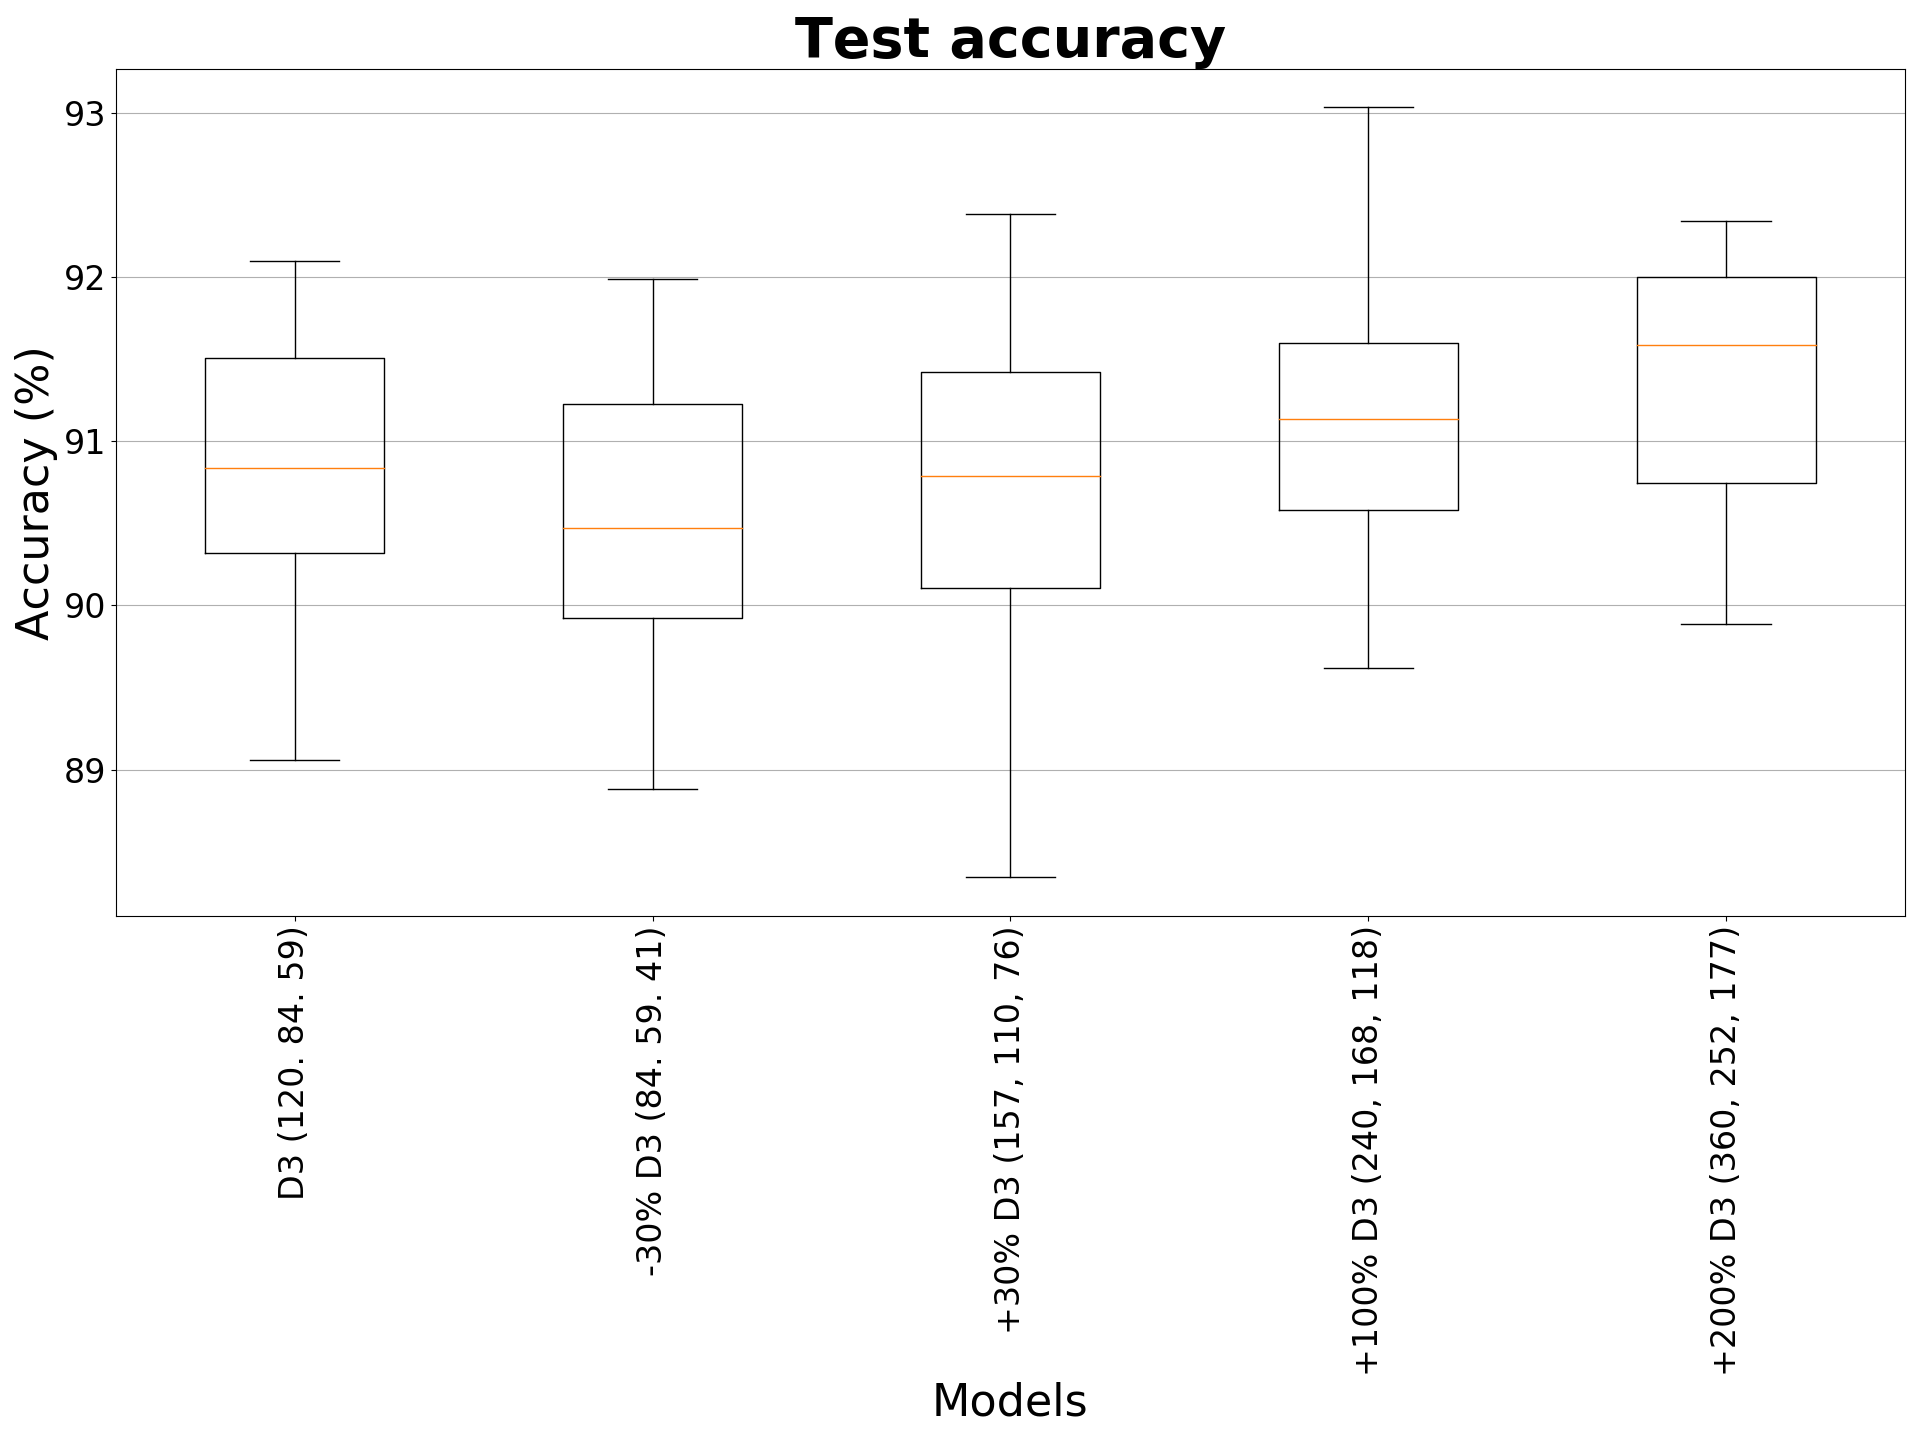 Test accuracy
Accuracy (%)
93
92
91
90
89
D3 (120. 84. 59)
-30% D3 (84. 59. 41)
+30% D3 (157, 110, 76)
+100% D3 (240, 168, 118)
+200% D3 (360, 252, 177)
Models